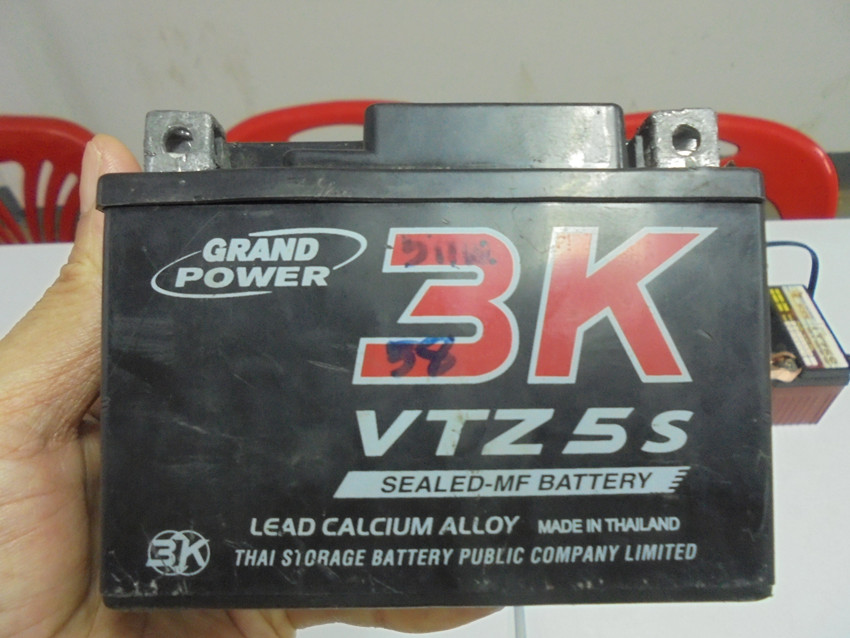 GRAND
POWER
3K
58
VTZ5S
SEALED-MF BATTERY
LEAD CALCIUM ALLOY MADE IN THAILAND
3K THAI STORAGE BATTERY PUBLIC COMPANY LIMITED